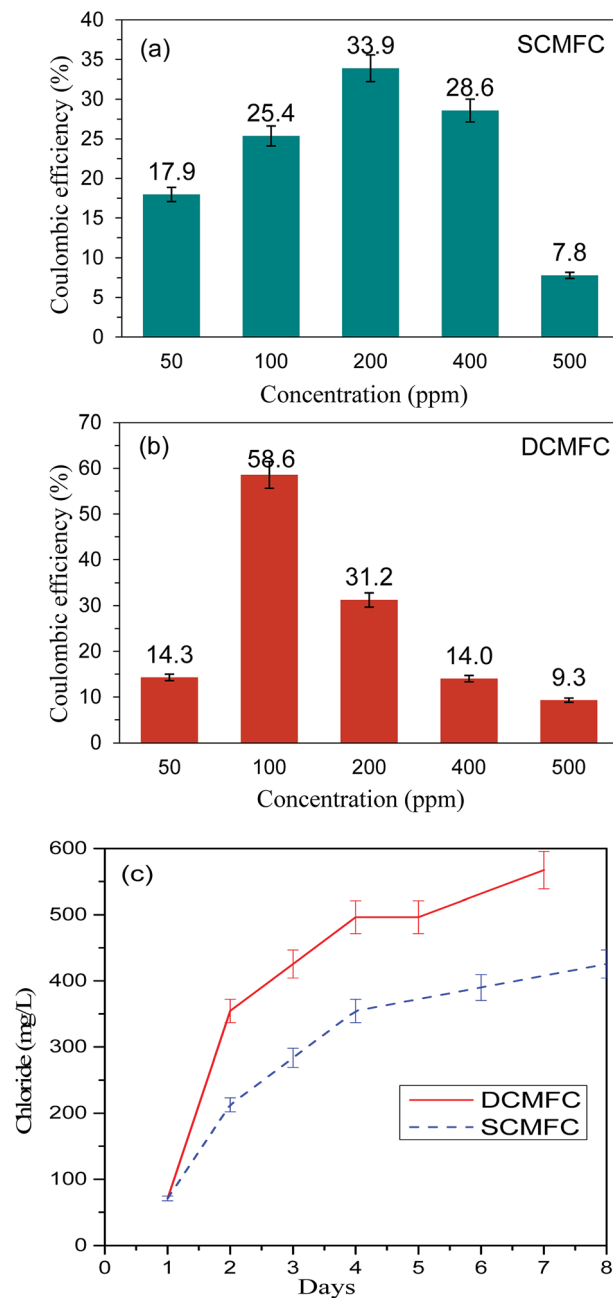 (a)
SCMFC
Coulombic efficiency (%)
40
35
30
25
20
15
10
5
0
17.9
25.4
33.9
28.6
7.8
50 100 200 400 500
Concentration (ppm)
(b)
DCMFC
Coulombic efficiency (%)
70
60
50
40
30
20
10
0
14.3
58.6
31.2
14.0
9.3
50 100 200 400 500
Concentration (ppm)
(c)
Chloride (mg/L)
600
500
400
300
200
100
0
DCMFC
SCMFC
0 1 2 3 4 5 6 7 8
Days